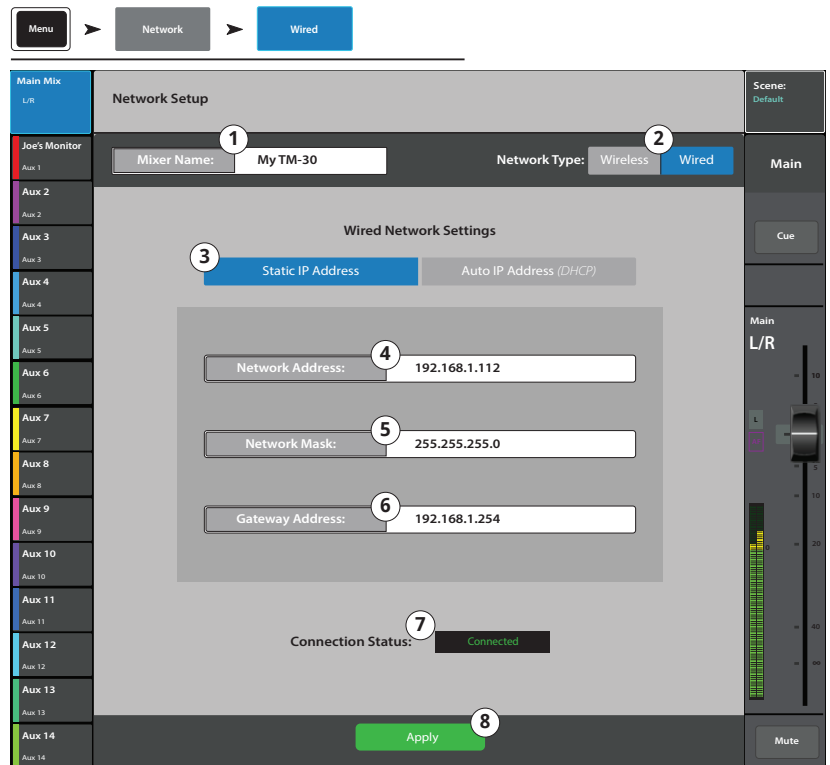 Menu
Network
Wired
Main Mix
L/R
Network Setup
Scene:
Default
Joe's Monitor
Aux 1
1
Mixer Name:
My TM-30
Network Type:
2
Wireless
Wired
Main
Aux 2
Aux 2
Aux 3
Aux 3
Wired Network Settings
Cue
3
Static IP Address
Auto IP Address (DHCP)
Aux 4
Aux 4
Aux 5
Aux 5
Main
L/R
4
Network Address:
192.168.1.112
Aux 6
Aux 6
10
Aux 7
Aux 7
5
Network Mask:
255.255.255.0
L
Aux 8
Aux 8
5
Aux 9
Aux 9
6
Gateway Address:
192.168.1.254
10
Aux 10
Aux 10
0
20
Aux 11
Aux 11
7
Connection Status:
Connected
40
Aux 12
Aux 12
∞
Aux 13
Aux 13
Aux 14
Aux 14
8
Apply
Mute